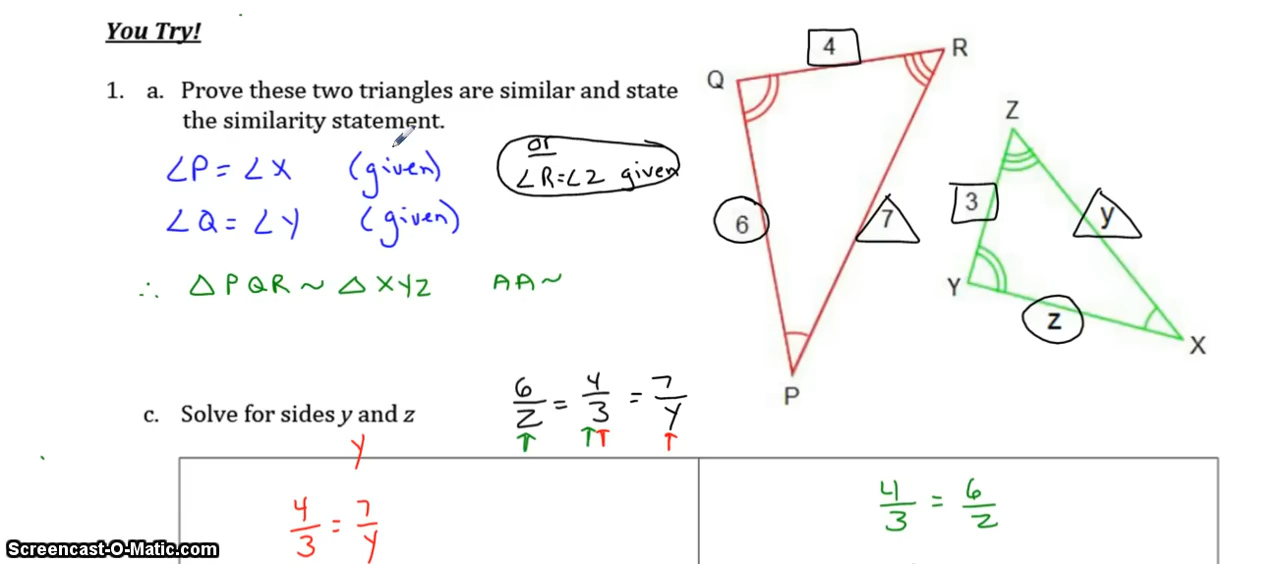 You Try!
1. a. Prove these two triangles are similar and state
the similarity statement.
∠P = ∠X (given)
or
∠R = ∠Z given
∠Q = ∠Y (given)
∴ △PQR ~ △XYZ AA~
4
R
Q
6
7
P
Z
3
y
Y
z
X
c. Solve for sides y and z
6/z = 4/3 = 7/y
y
4/3 = 7/y
4/3 = 6/z
Screencast-O-Matic.com